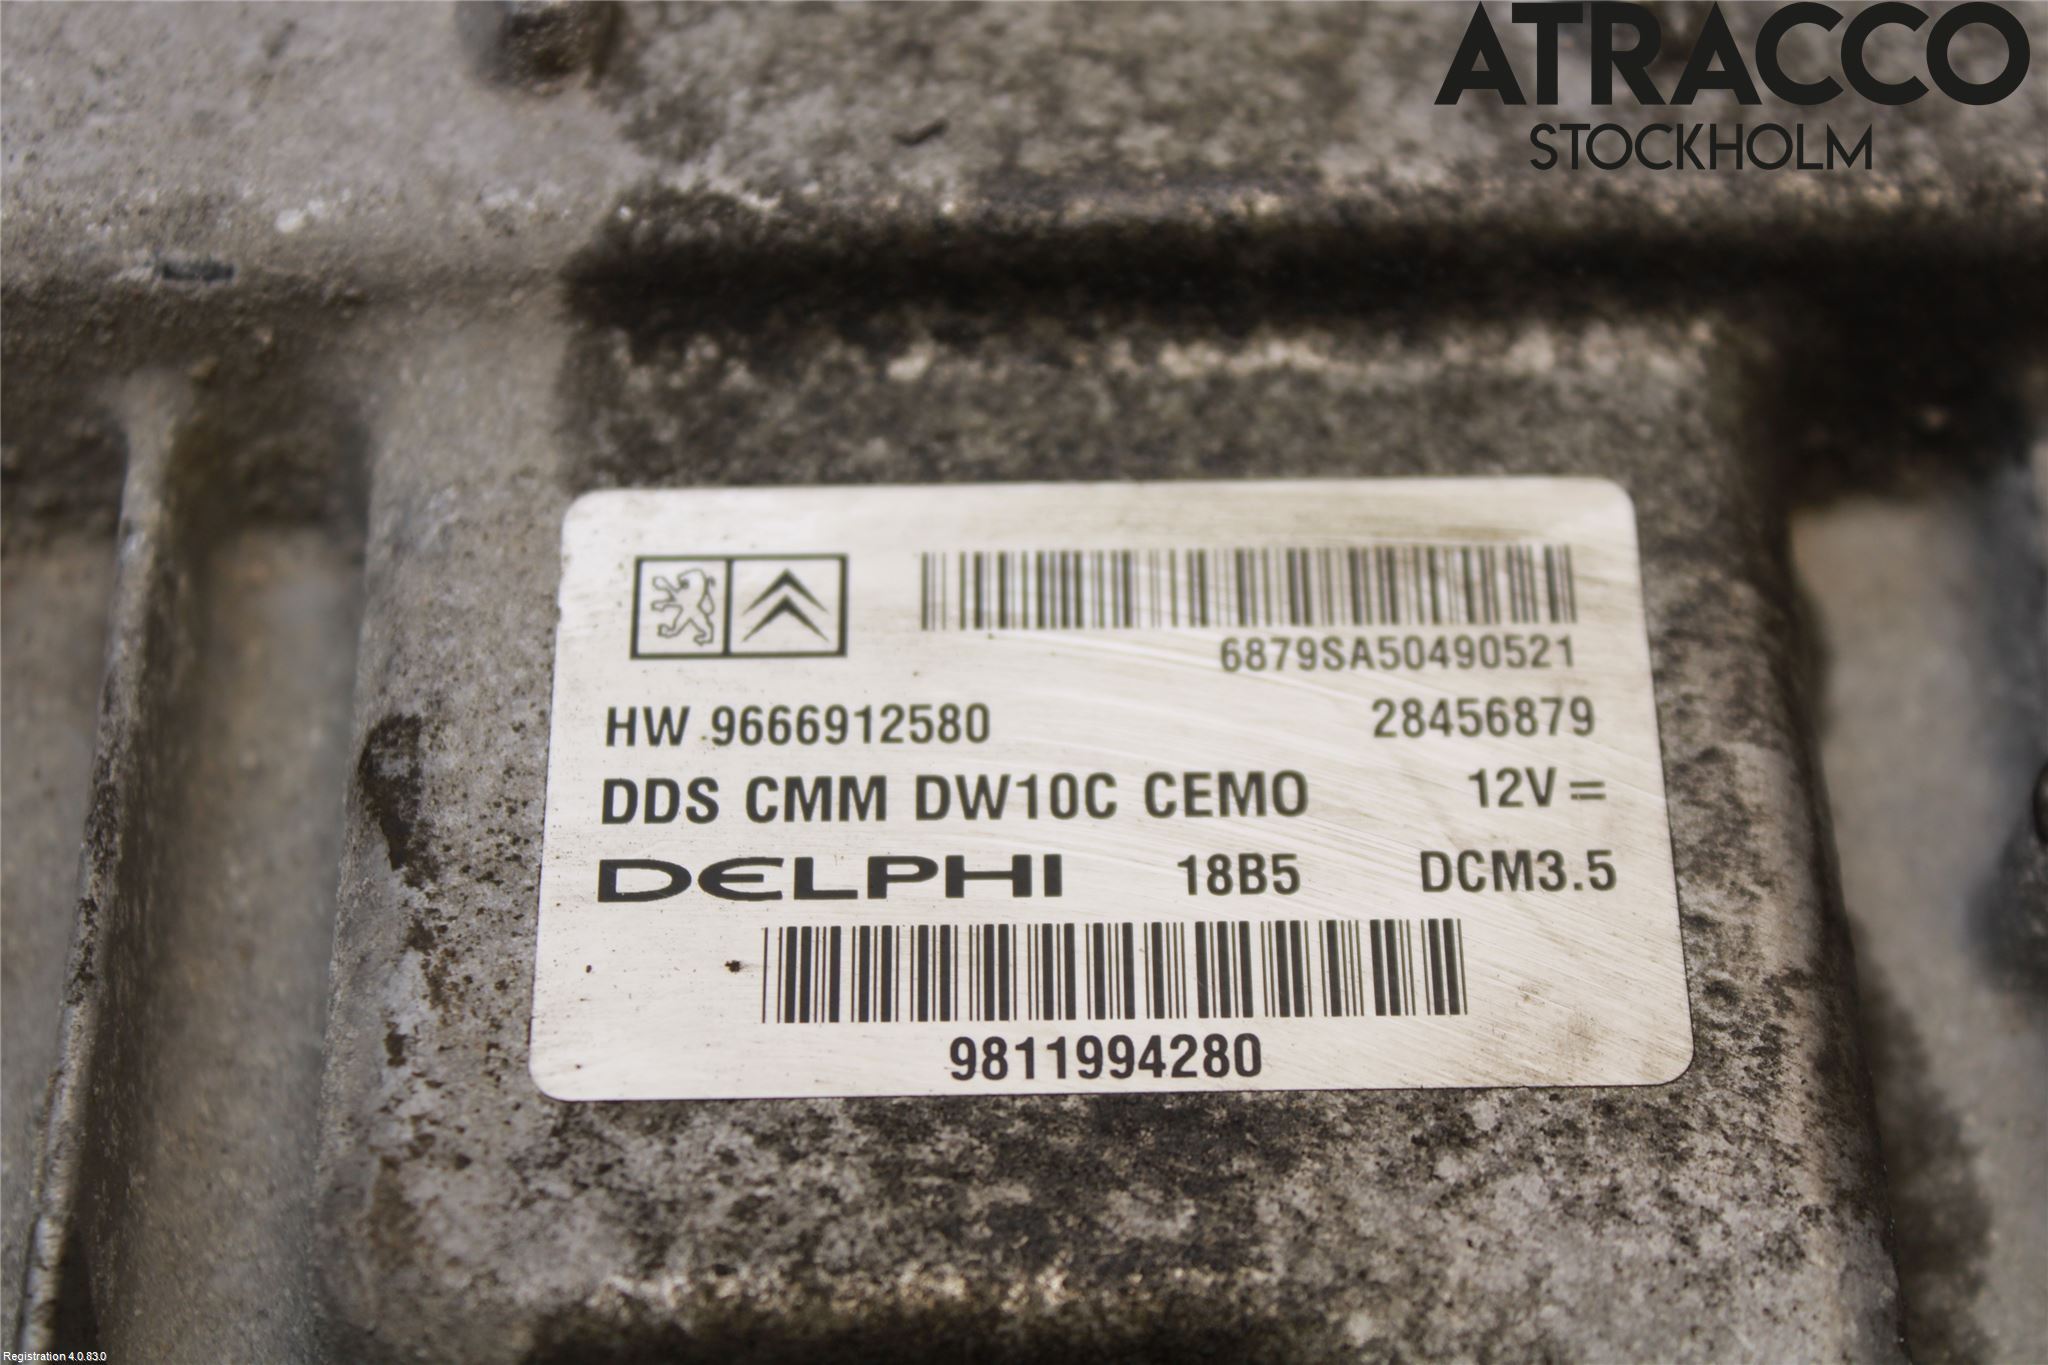 ATRACCO
STOCKHOLM
6879SA50490521
HW 9666912580 28456879
DDS CMM DW10C CEMO 12V=
DELPHI 18B5 DCM3.5
9811994280
Registration 4.0.83.0